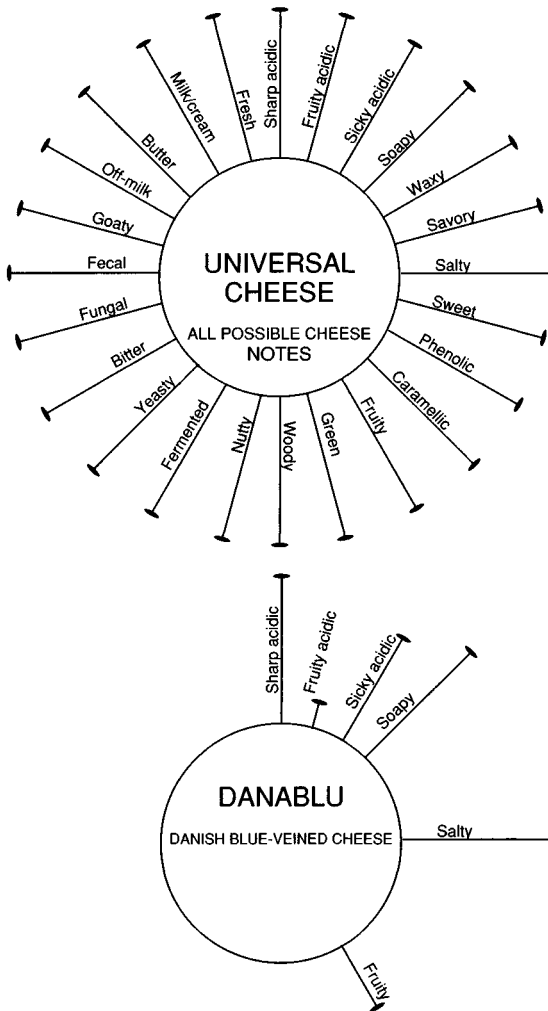 Sharp acidic
Fruity acidic
Sicky acidic
Soapy
Waxy
Savory
Salty
Sweet
Phenolic
Caramellic
Fruity
Green
Woody
Nutty
Fermented
Yeasty
Bitter
Fungal
Fecal
Goaty
Off-milk
Butter
Milk/cream
Fresh
UNIVERSAL
CHEESE
ALL POSSIBLE CHEESE
NOTES
Sharp acidic
Fruity acidic
Sicky acidic
Soapy
Salty
Fruity
DANABLU
DANISH BLUE-VEINED CHEESE